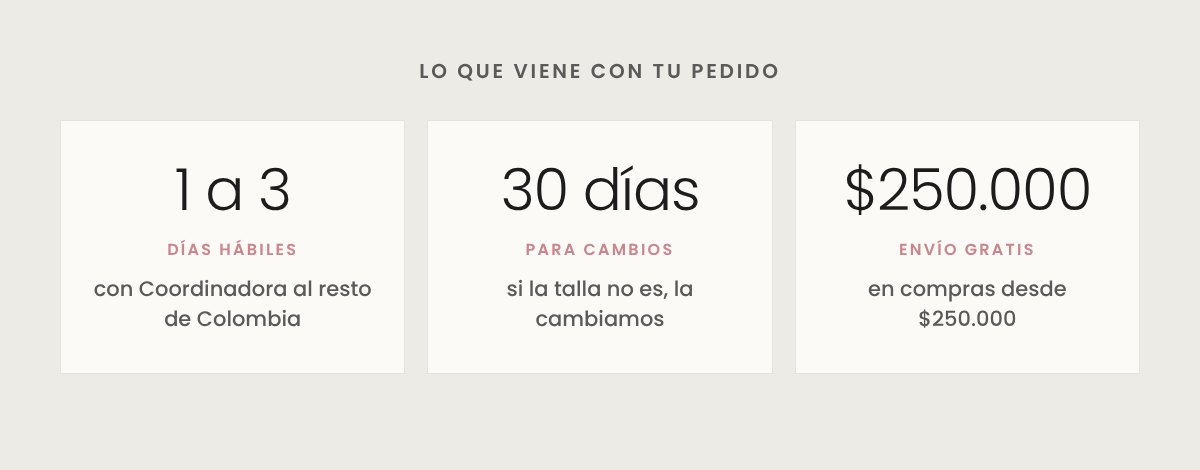 LO QUE VIENE CON TU PEDIDO
1 a 3
DÍAS HÁBILES
con Coordinadora al resto
de Colombia
30 días
PARA CAMBIOS
si la talla no es, la
cambiamos
$250.000
ENVÍO GRATIS
en compras desde
$250.000